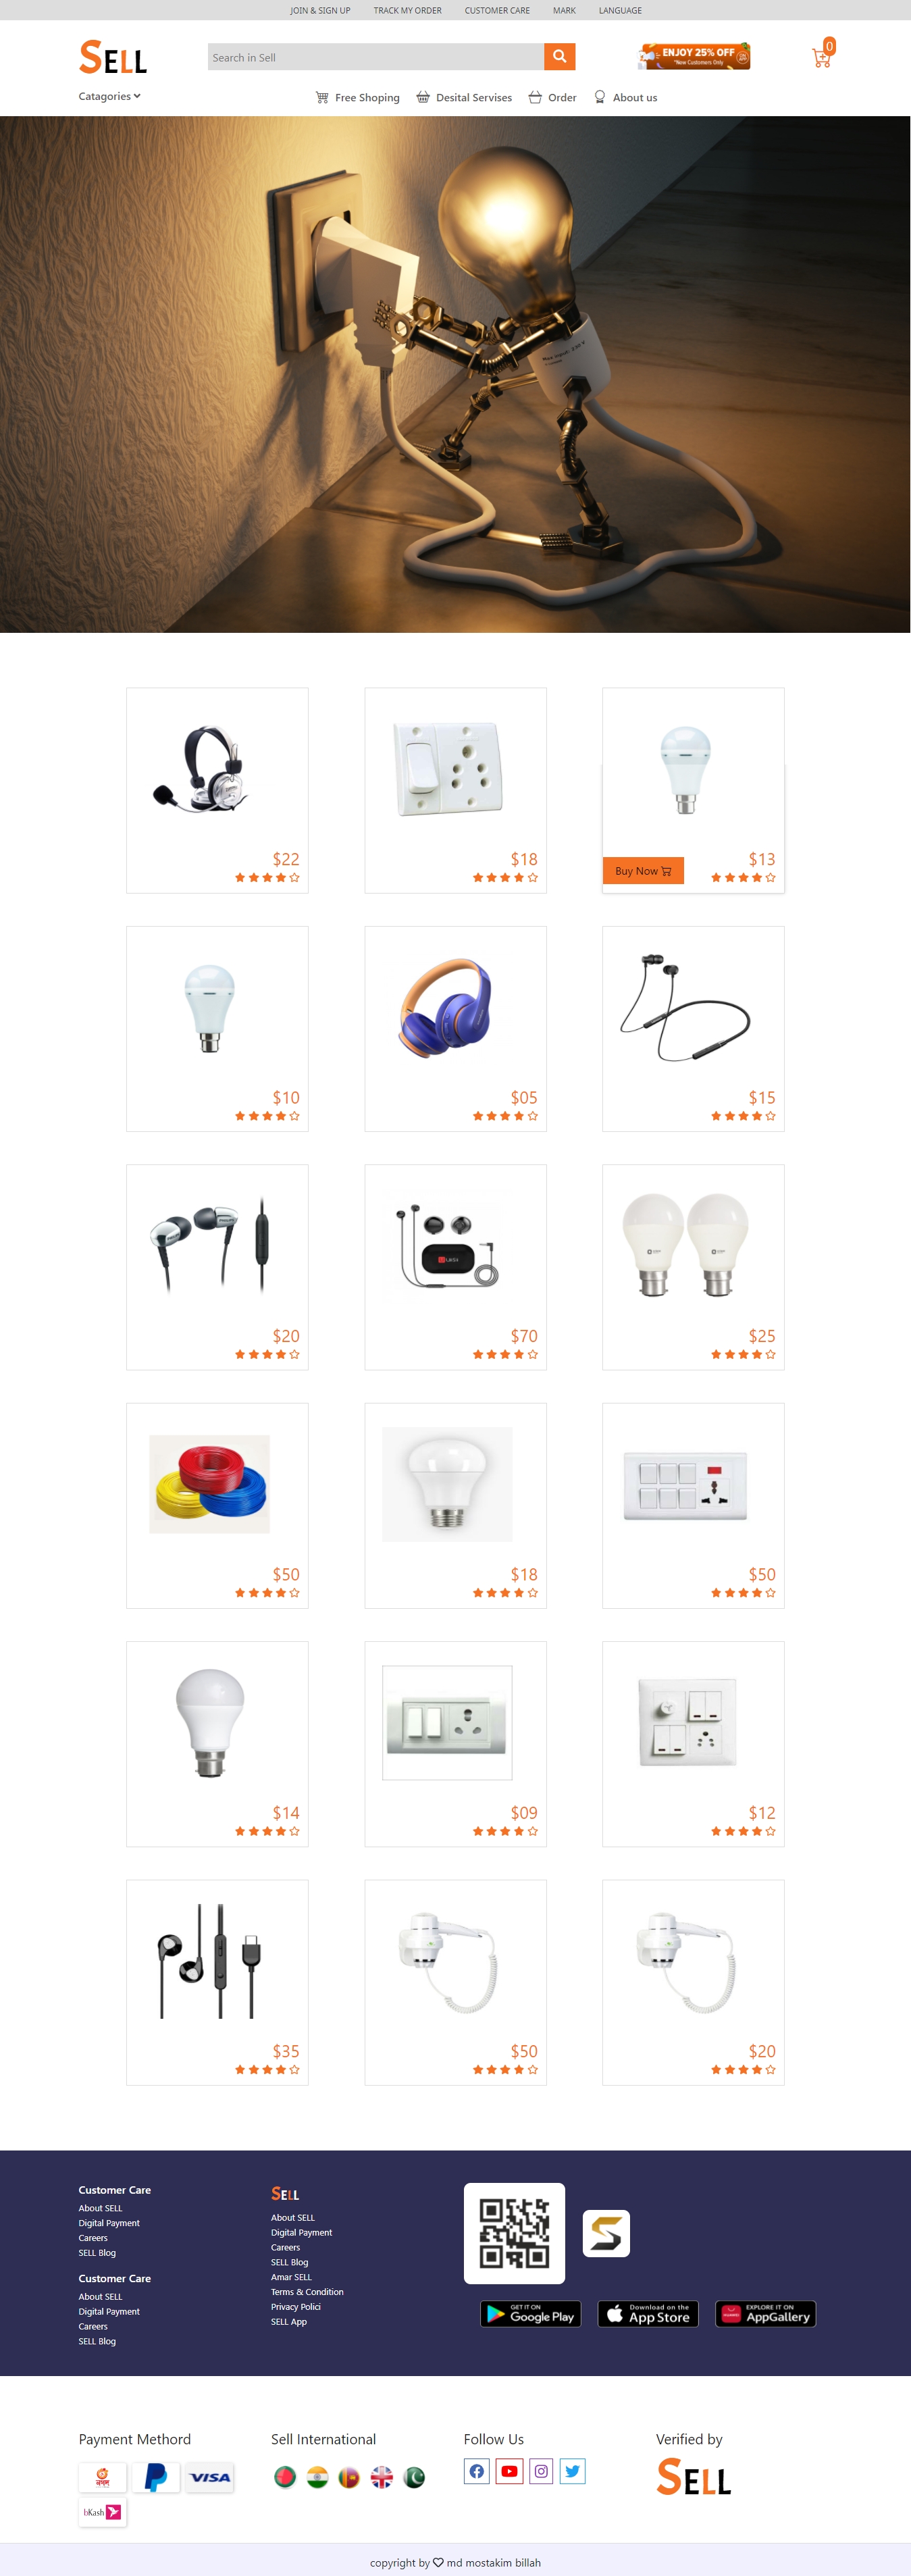 JOIN & SIGN UP TRACK MY ORDER CUSTOMER CARE MARK LANGUAGE
SELL
Search in Sell
ENJOY 25% OFF
*New Customers Only
0
Catagories
Free Shoping Desital Servises Order About us
Max input: 230 V
$22
$18
Buy Now
$13
$10
$05
$15
$20
$70
$25
$50
$18
$50
$14
$09
$12
$35
$50
$20
Customer Care
About SELL
Digital Payment
Careers
SELL Blog
Customer Care
About SELL
Digital Payment
Careers
SELL Blog
SELL
About SELL
Digital Payment
Careers
SELL Blog
Amar SELL
Terms & Condition
Privacy Polici
SELL App
GET IT ON
Google Play
Download on the
App Store
EXPLORE IT ON
AppGallery
Payment Methord
নগদ
VISA
bKash
Sell International
Follow Us
Verified by
SELL
copyright by md mostakim billah